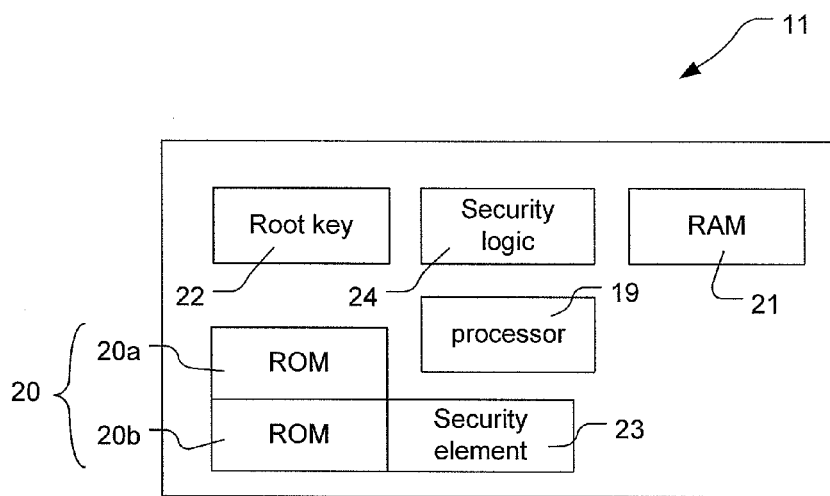 11
Root key
Security
logic
RAM
22
24
21
19
processor
20
20a
ROM
20b
ROM
Security
element
23